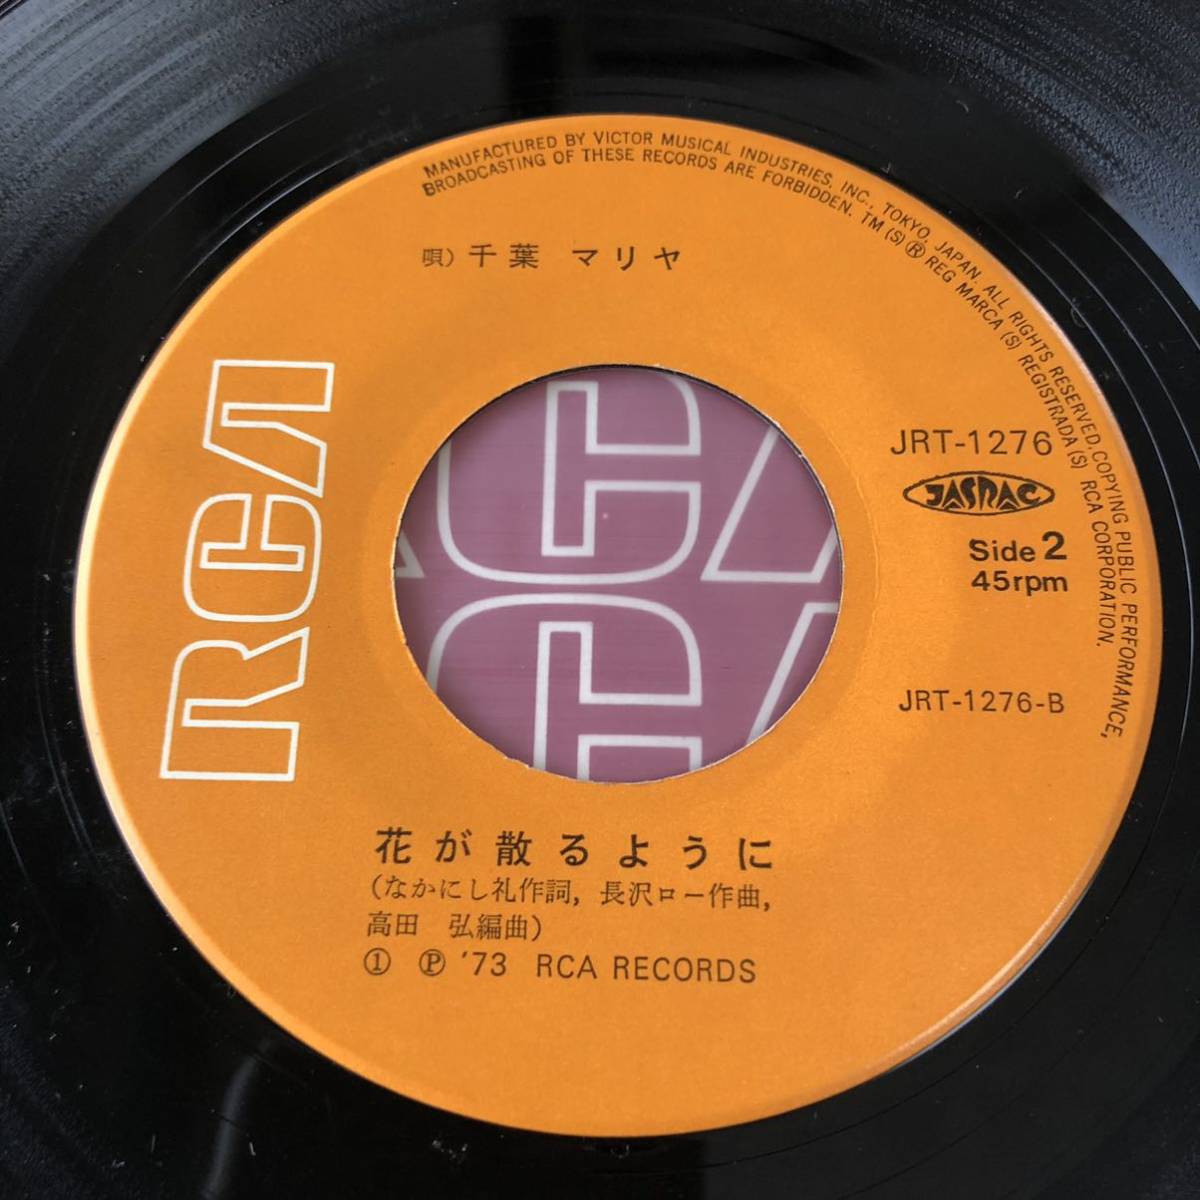 MANUFACTURED BY VICTOR MUSICAL INDUSTRIES, INC., TOKYO, JAPAN. ALL RIGHTS RESERVED. COPYING PUBLIC PERFORMANCE,
BROADCASTING OF THESE RECORDS ARE FORBIDDEN. TM (S) ® REG MARCA (S) REGISTRADA (S) RCA CORPORATION.
唄) 千葉 マリヤ
RCA
JRT-1276
JASRAC
Side 2
45rpm
JRT-1276-B
花が散るように
(なかにし礼作詞, 長沢ロー作曲,
高田 弘編曲)
① Ⓟ '73 RCA RECORDS